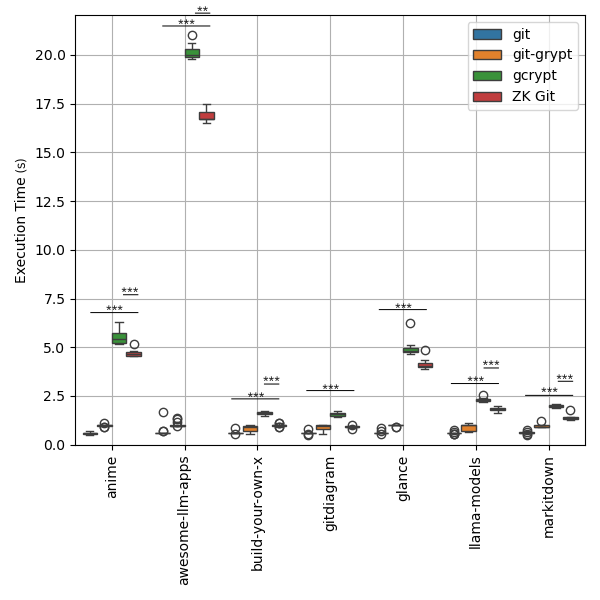 **
***
git
git-grypt
gcrypt
ZK Git
20.0
17.5
15.0
12.5
10.0
7.5
5.0
2.5
0.0
Execution Time (s)
***
***
***
***
***
***
***
***
***
***
anime
awesome-llm-apps
build-your-own-x
gitdiagram
glance
llama-models
markitdown